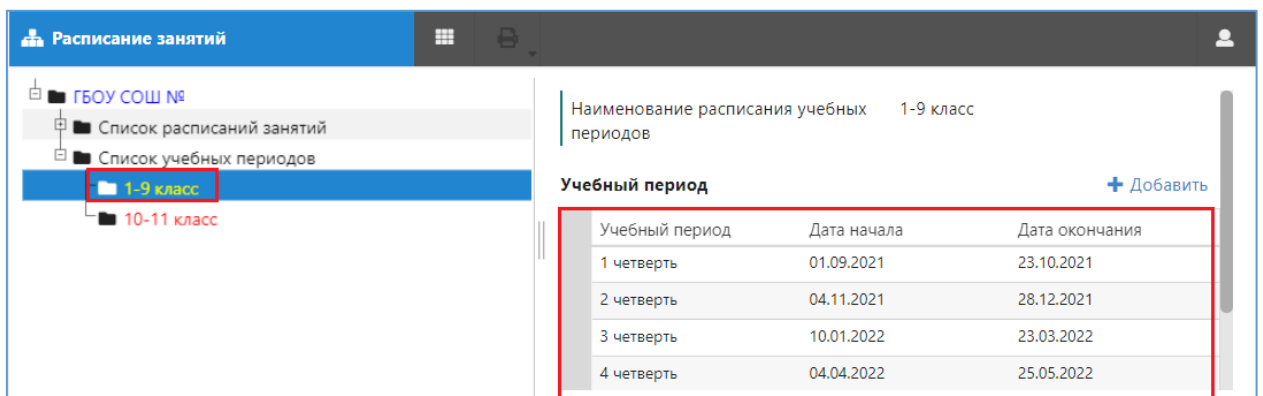 Расписание занятий
ГБОУ СОШ №
Список расписаний занятий
Список учебных периодов
1-9 класс
10-11 класс
Наименование расписания учебных 1-9 класс
периодов
Учебный период Добавить
Учебный период Дата начала Дата окончания
1 четверть 01.09.2021 23.10.2021
2 четверть 04.11.2021 28.12.2021
3 четверть 10.01.2022 23.03.2022
4 четверть 04.04.2022 25.05.2022